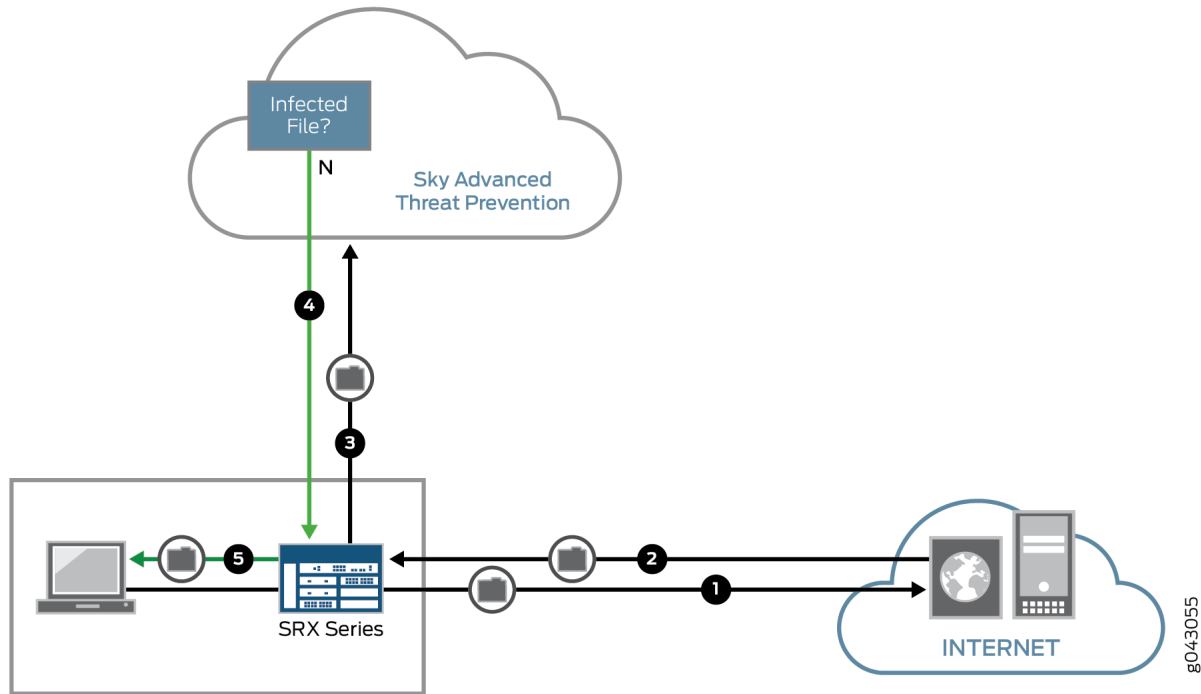 Infected
File?
N
Sky Advanced
Threat Prevention
4
3
5
2
1
SRX Series
INTERNET
g043055